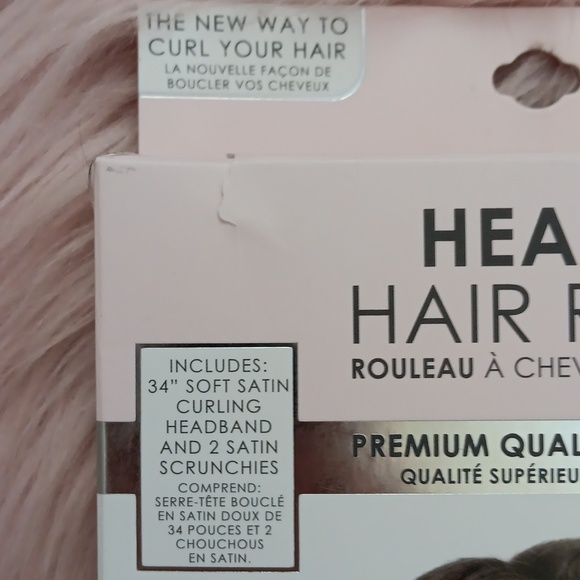 THE NEW WAY TO
CURL YOUR HAIR
LA NOUVELLE FAÇON DE
BOUCLER VOS CHEVEUX
HEA
HAIR
ROULEAU À CHEV
INCLUDES:
34” SOFT SATIN
CURLING
HEADBAND
AND 2 SATIN
SCRUNCHIES
COMPREND:
SERRE-TÊTE BOUCLÉ
EN SATIN DOUX DE
34 POUCES ET 2
CHOUCHOUS
EN SATIN.
PREMIUM QUAL
QUALITÉ SUPÉRIEU